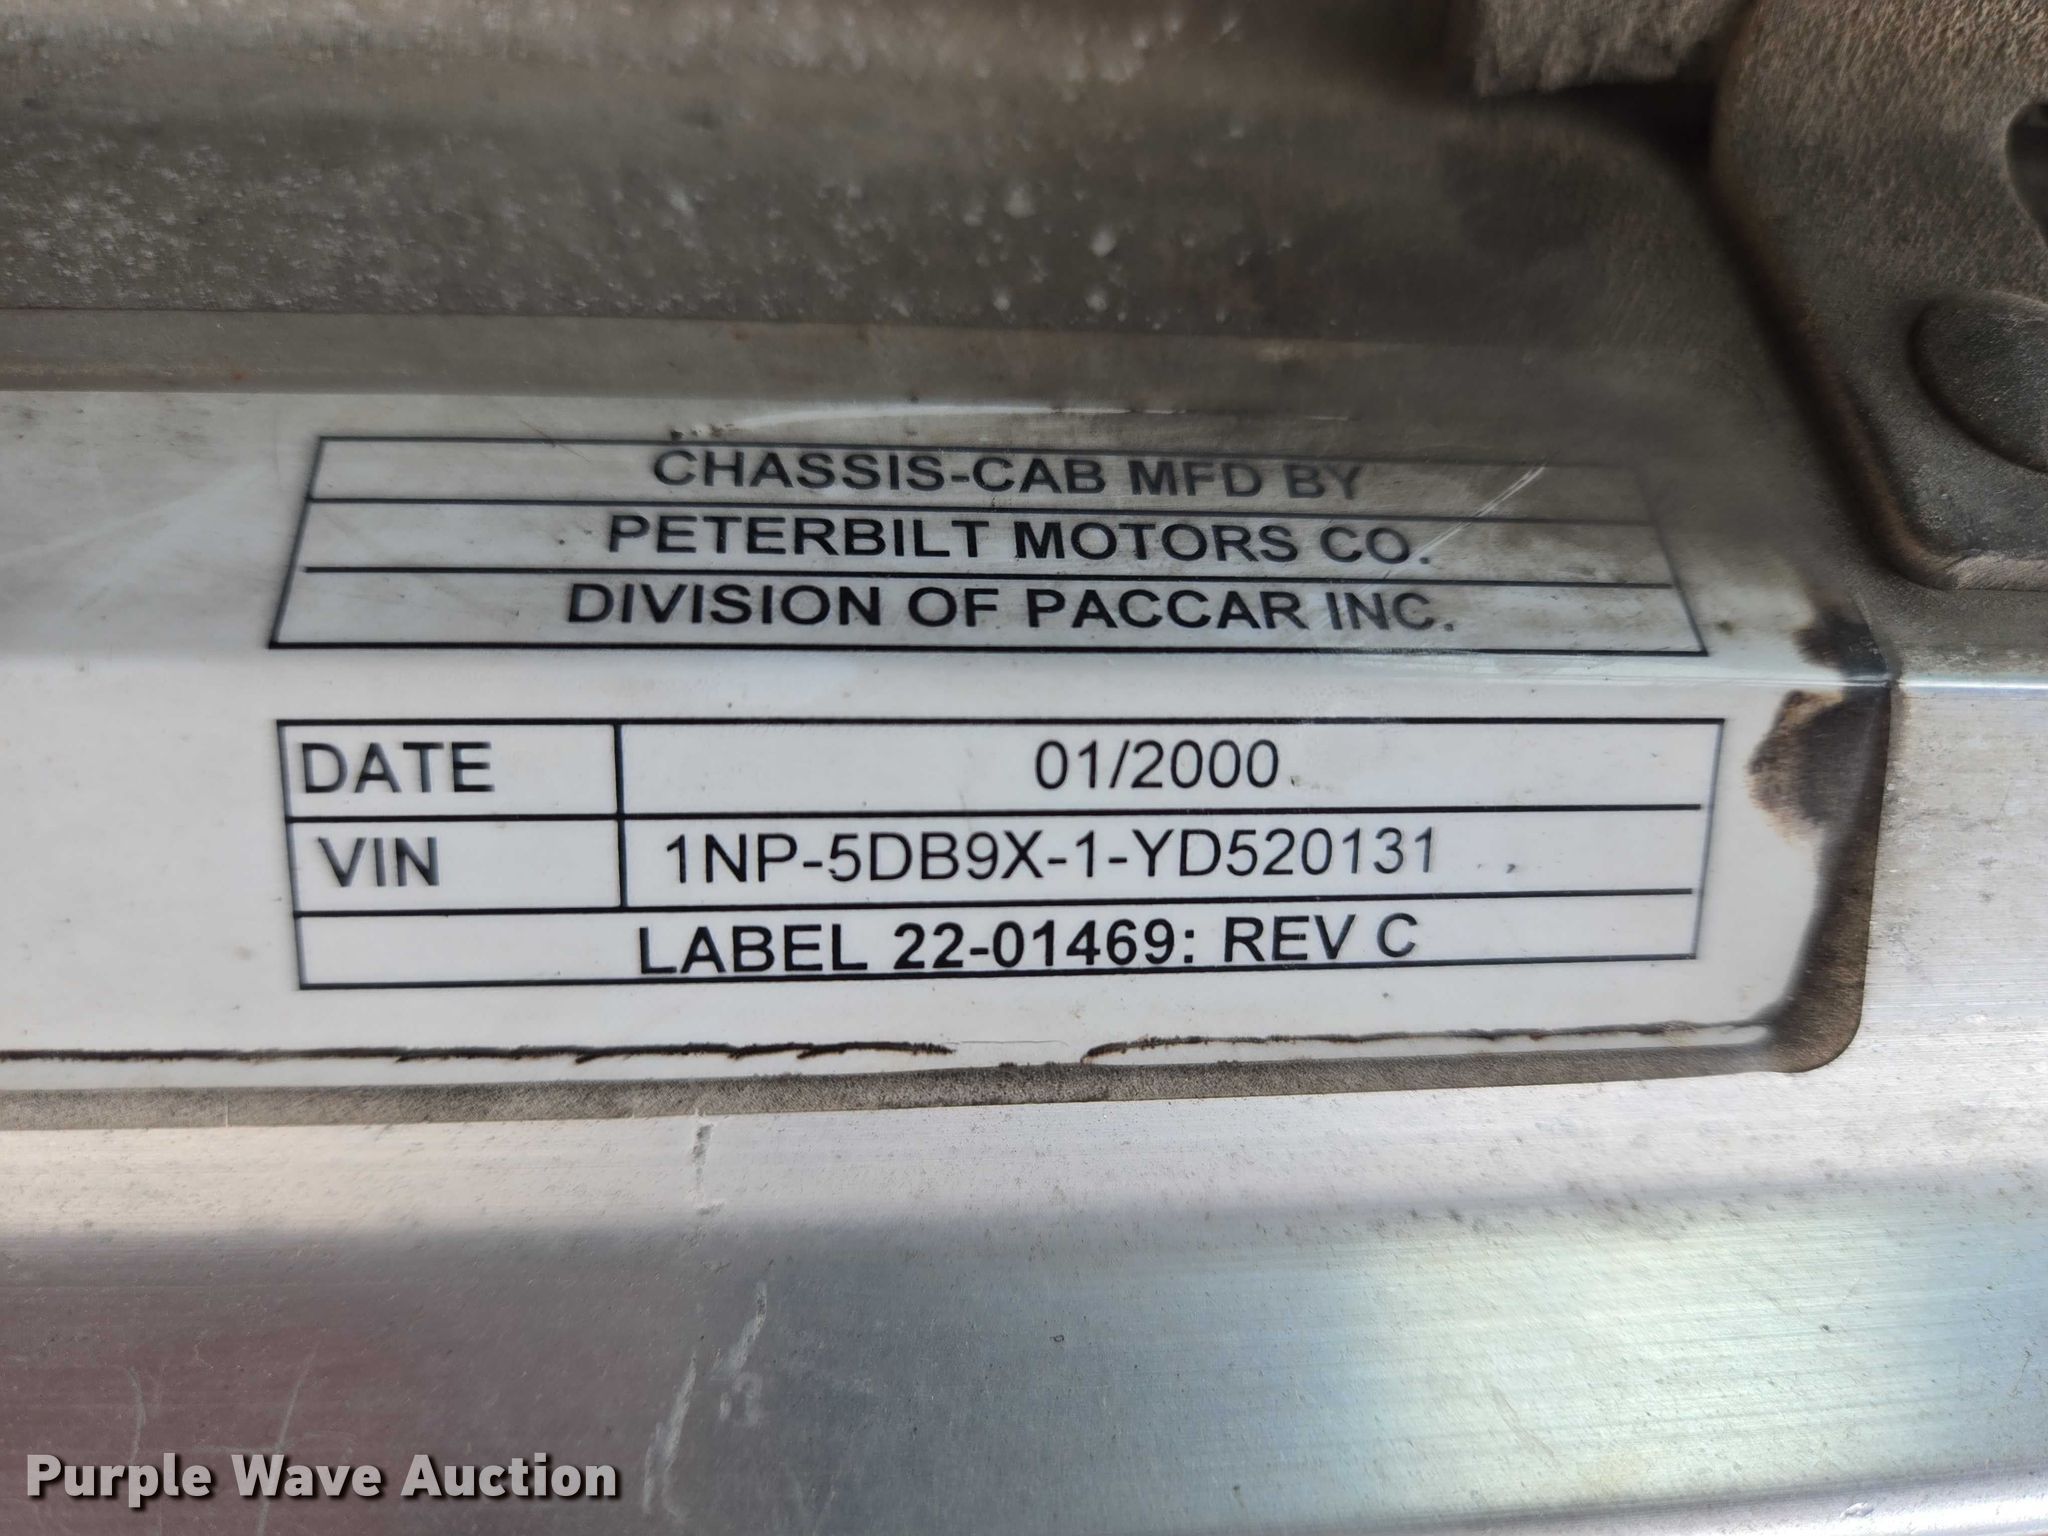 CHASSIS-CAB MFD BY
PETERBILT MOTORS CO.
DIVISION OF PACCAR INC.
DATE 01/2000
VIN 1NP-5DB9X-1-YD520131
LABEL 22-01469: REV C
Purple Wave Auction